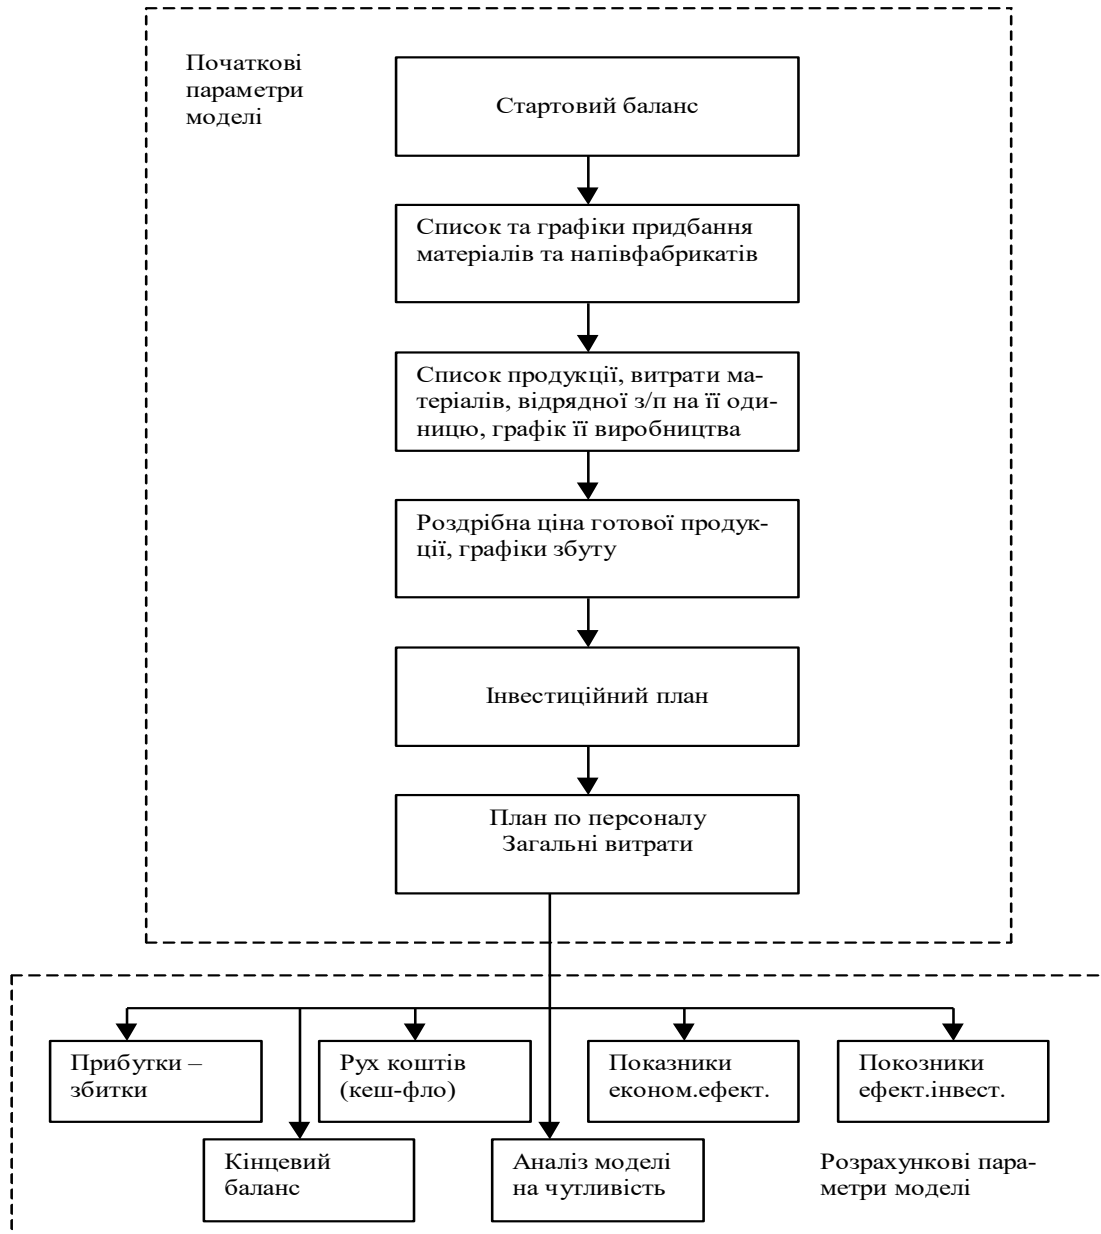 Початкові
параметри
моделі
Стартовий баланс
Список та графіки придбання
матеріалів та напівфабрикатів
Список продукції, витрати ма-
теріалів, відрядної з/п на її оди-
ницю, графік її виробництва
Роздрібна ціна готової продук-
ції, графіки збуту
Інвестиційний план
План по персоналу
Загальні витрати
Прибутки –
збитки
Рух коштів
(кеш-фло)
Показники
економ.ефект.
Покозники
ефект.інвест.
Кінцевий
баланс
Аналіз моделі
на чутливість
Розрахункові пара-
метри моделі